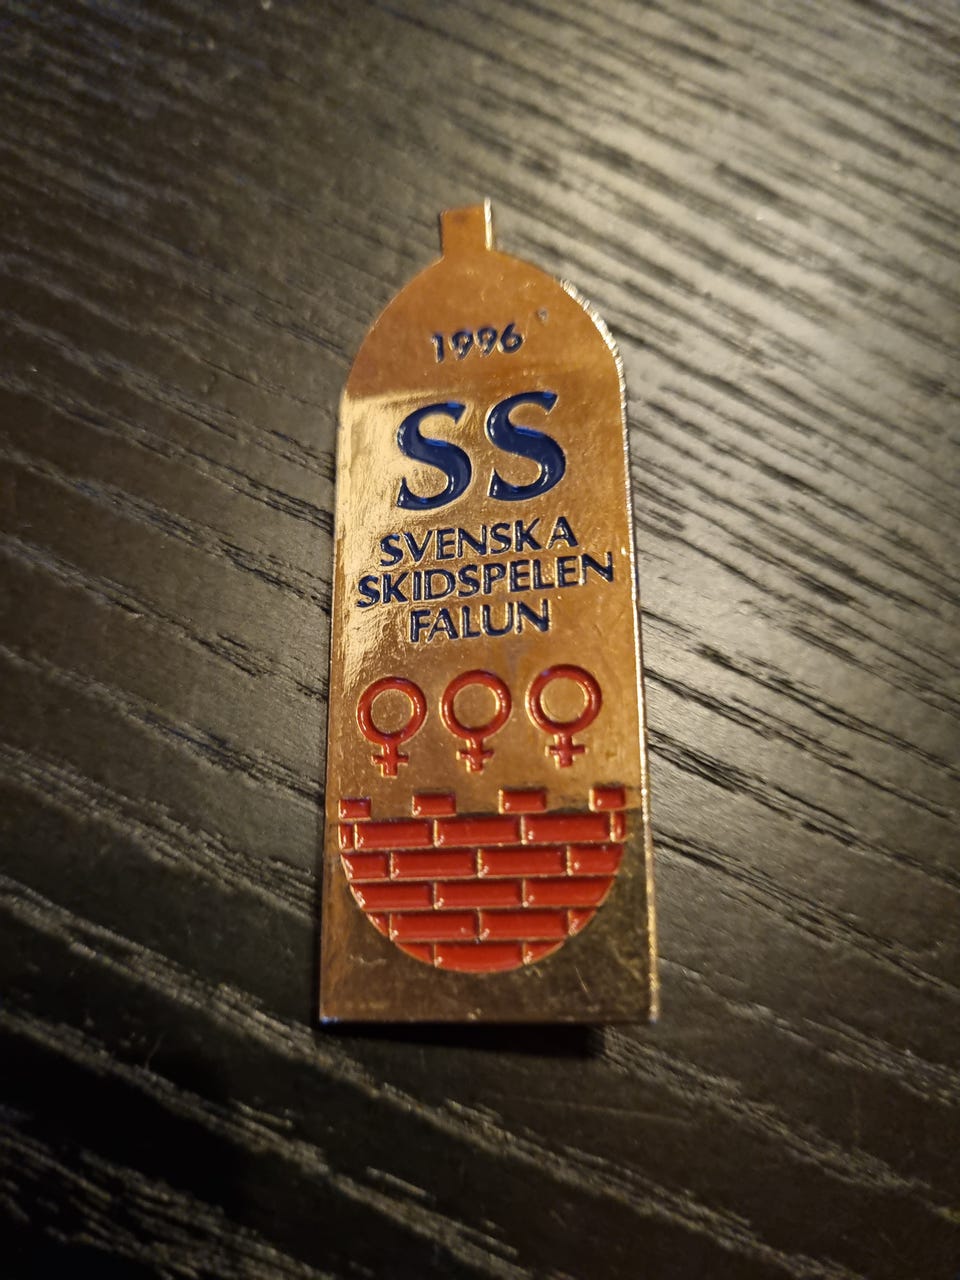 1996
SS
SVENSKA
SKIDSPELEN
FALUN